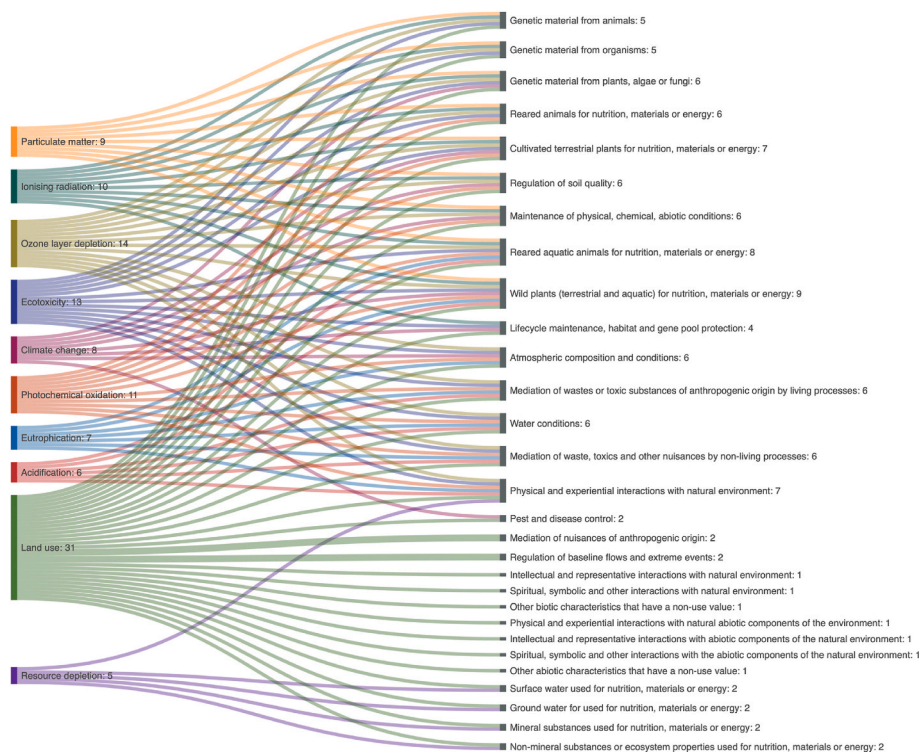 Particulate matter: 9
Ionising radiation: 10
Ozone layer depletion: 14
Ecotoxicity: 13
Climate change: 8
Photochemical oxidation: 11
Eutrophication: 7
Acidification: 6
Land use: 31
Resource depletion: 5
Genetic material from animals: 5
Genetic material from organisms: 5
Genetic material from plants, algae or fungi: 6
Reared animals for nutrition, materials or energy: 6
Cultivated terrestrial plants for nutrition, materials or energy: 7
Regulation of soil quality: 6
Maintenance of physical, chemical, abiotic conditions: 6
Reared aquatic animals for nutrition, materials or energy: 8
Wild plants (terrestrial and aquatic) for nutrition, materials or energy: 9
Lifecycle maintenance, habitat and gene pool protection: 4
Atmospheric composition and conditions: 6
Mediation of wastes or toxic substances of anthropogenic origin by living processes: 6
Water conditions: 6
Mediation of waste, toxics and other nuisances by non-living processes: 6
Physical and experiential interactions with natural environment: 7
Pest and disease control: 2
Mediation of nuisances of anthropogenic origin: 2
Regulation of baseline flows and extreme events: 2
Intellectual and representative interactions with natural environment: 1
Spiritual, symbolic and other interactions with natural environment: 1
Other biotic characteristics that have a non-use value: 1
Physical and experiential interactions with natural abiotic components of the environment: 1
Intellectual and representative interactions with abiotic components of the natural environment: 1
Spiritual, symbolic and other interactions with the abiotic components of the natural environment: 1
Other abiotic characteristics that have a non-use value: 1
Surface water used for nutrition, materials or energy: 2
Ground water for used for nutrition, materials or energy: 2
Mineral substances used for nutrition, materials or energy: 2
Non-mineral substances or ecosystem properties used for nutrition, materials or energy: 2